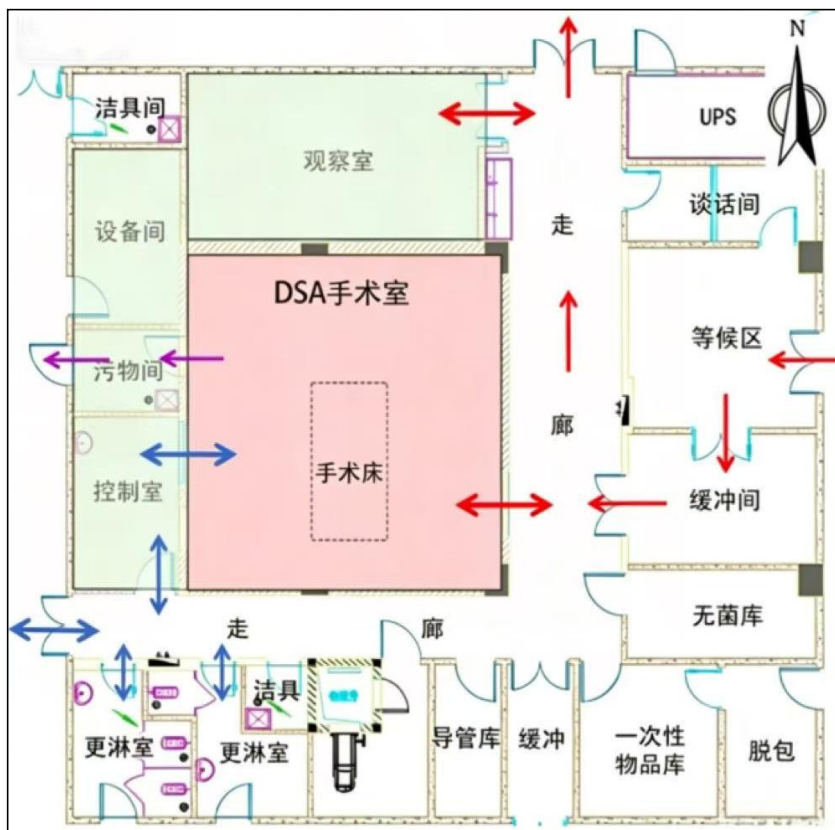 N
洁具间
观察室
UPS
设备间
走
谈话间
DSA手术室
等候区
污物间
手术床
廊
控制室
缓冲间
走
廊
无菌库
更淋室
更淋室
洁具
导管库
缓冲
一次性
物品库
脱包